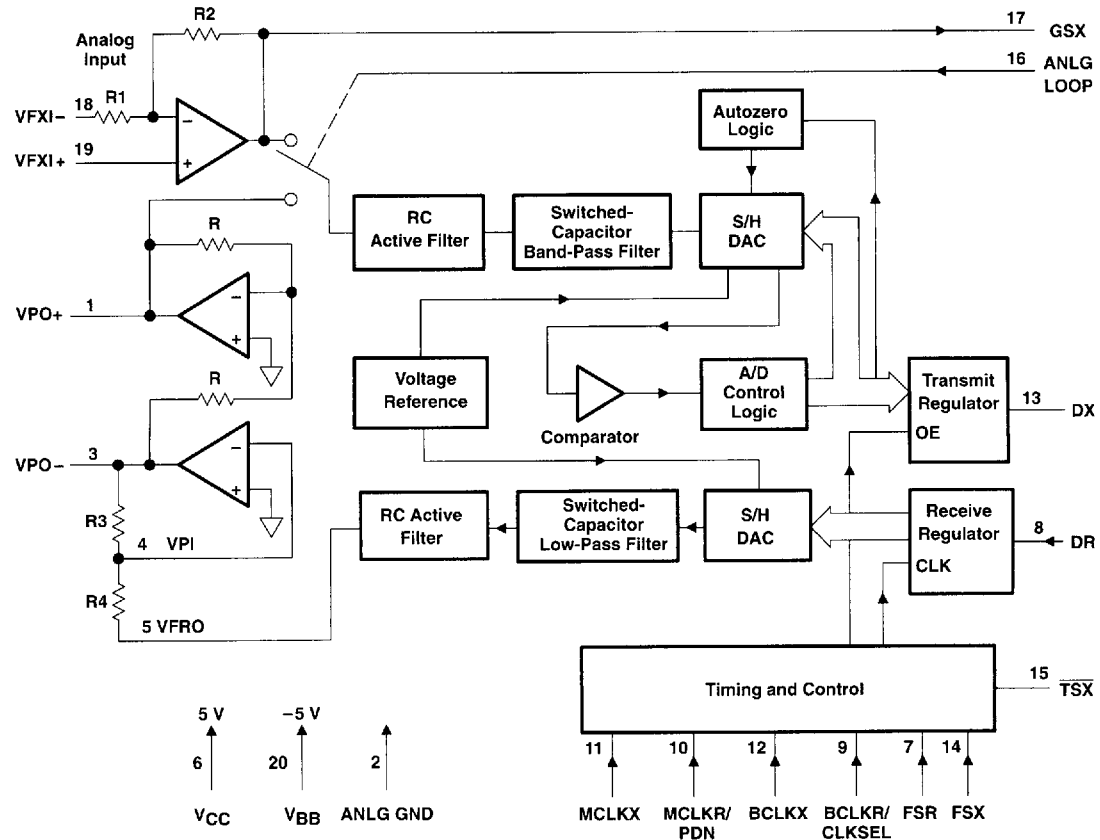 R2
17
GSX
Analog
Input
16
ANLG
LOOP
R1
18
VFXI−
−
Autozero
Logic
19
VFXI+
+
RC
Active Filter
Switched-
Capacitor
Band-Pass Filter
S/H
DAC
R
−
1
VPO+
+
R
Voltage
Reference
Comparator
A/D
Control
Logic
Transmit
Regulator
OE
13
DX
−
3
VPO−
+
R3
4 VPI
R4
5 VFRO
RC Active
Filter
Switched-
Capacitor
Low-Pass Filter
S/H
DAC
Receive
Regulator
CLK
8
DR
Timing and Control
15
TSX
5 V
−5 V
6
20
2
VCC
VBB
ANLG GND
11
10
12
9
7
14
MCLKX
MCLKR/
PDN
BCLKX
BCLKR/
CLKSEL
FSR
FSX